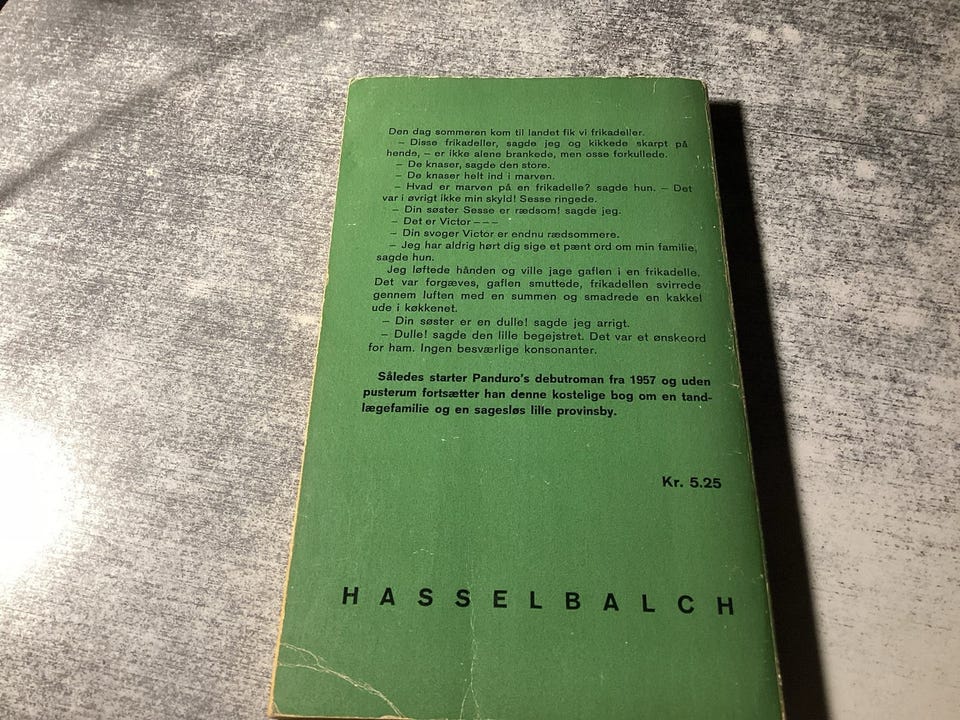 Den dag sommeren kom til landet fik vi frikadeller.
– Disse frikadeller, sagde jeg og kikkede skarpt på
hende, – er ikke alene brankede, men osse forkullede.
– De knaser, sagde den store.
– De knaser helt ind i marven.
– Hvad er marven på en frikadelle? sagde hun. – Det
var i øvrigt ikke min skyld! Sesse ringede.
– Din søster Sesse er rædsom! sagde jeg.
– Det er Victor – – –
– Din svoger Victor er endnu rædsommere.
– Jeg har aldrig hørt dig sige et pænt ord om min familie,
sagde hun.
Jeg løftede hånden og ville jage gaflen i en frikadelle.
Det var forgæves, gaflen smuttede, frikadellen svirrede
gennem luften med en summen og smadrede en kakkel
ude i køkkenet.
– Din søster er en dulle! sagde jeg arrigt.
– Dulle! sagde den lille begejstret. Det var et ønskeord
for ham. Ingen besværlige konsonanter.
Således starter Panduro's debutroman fra 1957 og uden
pusterum fortsætter han denne kostelige bog om en tand-
lægefamilie og en sagesløs lille provinsby.
Kr. 5.25
HASSELBALCH